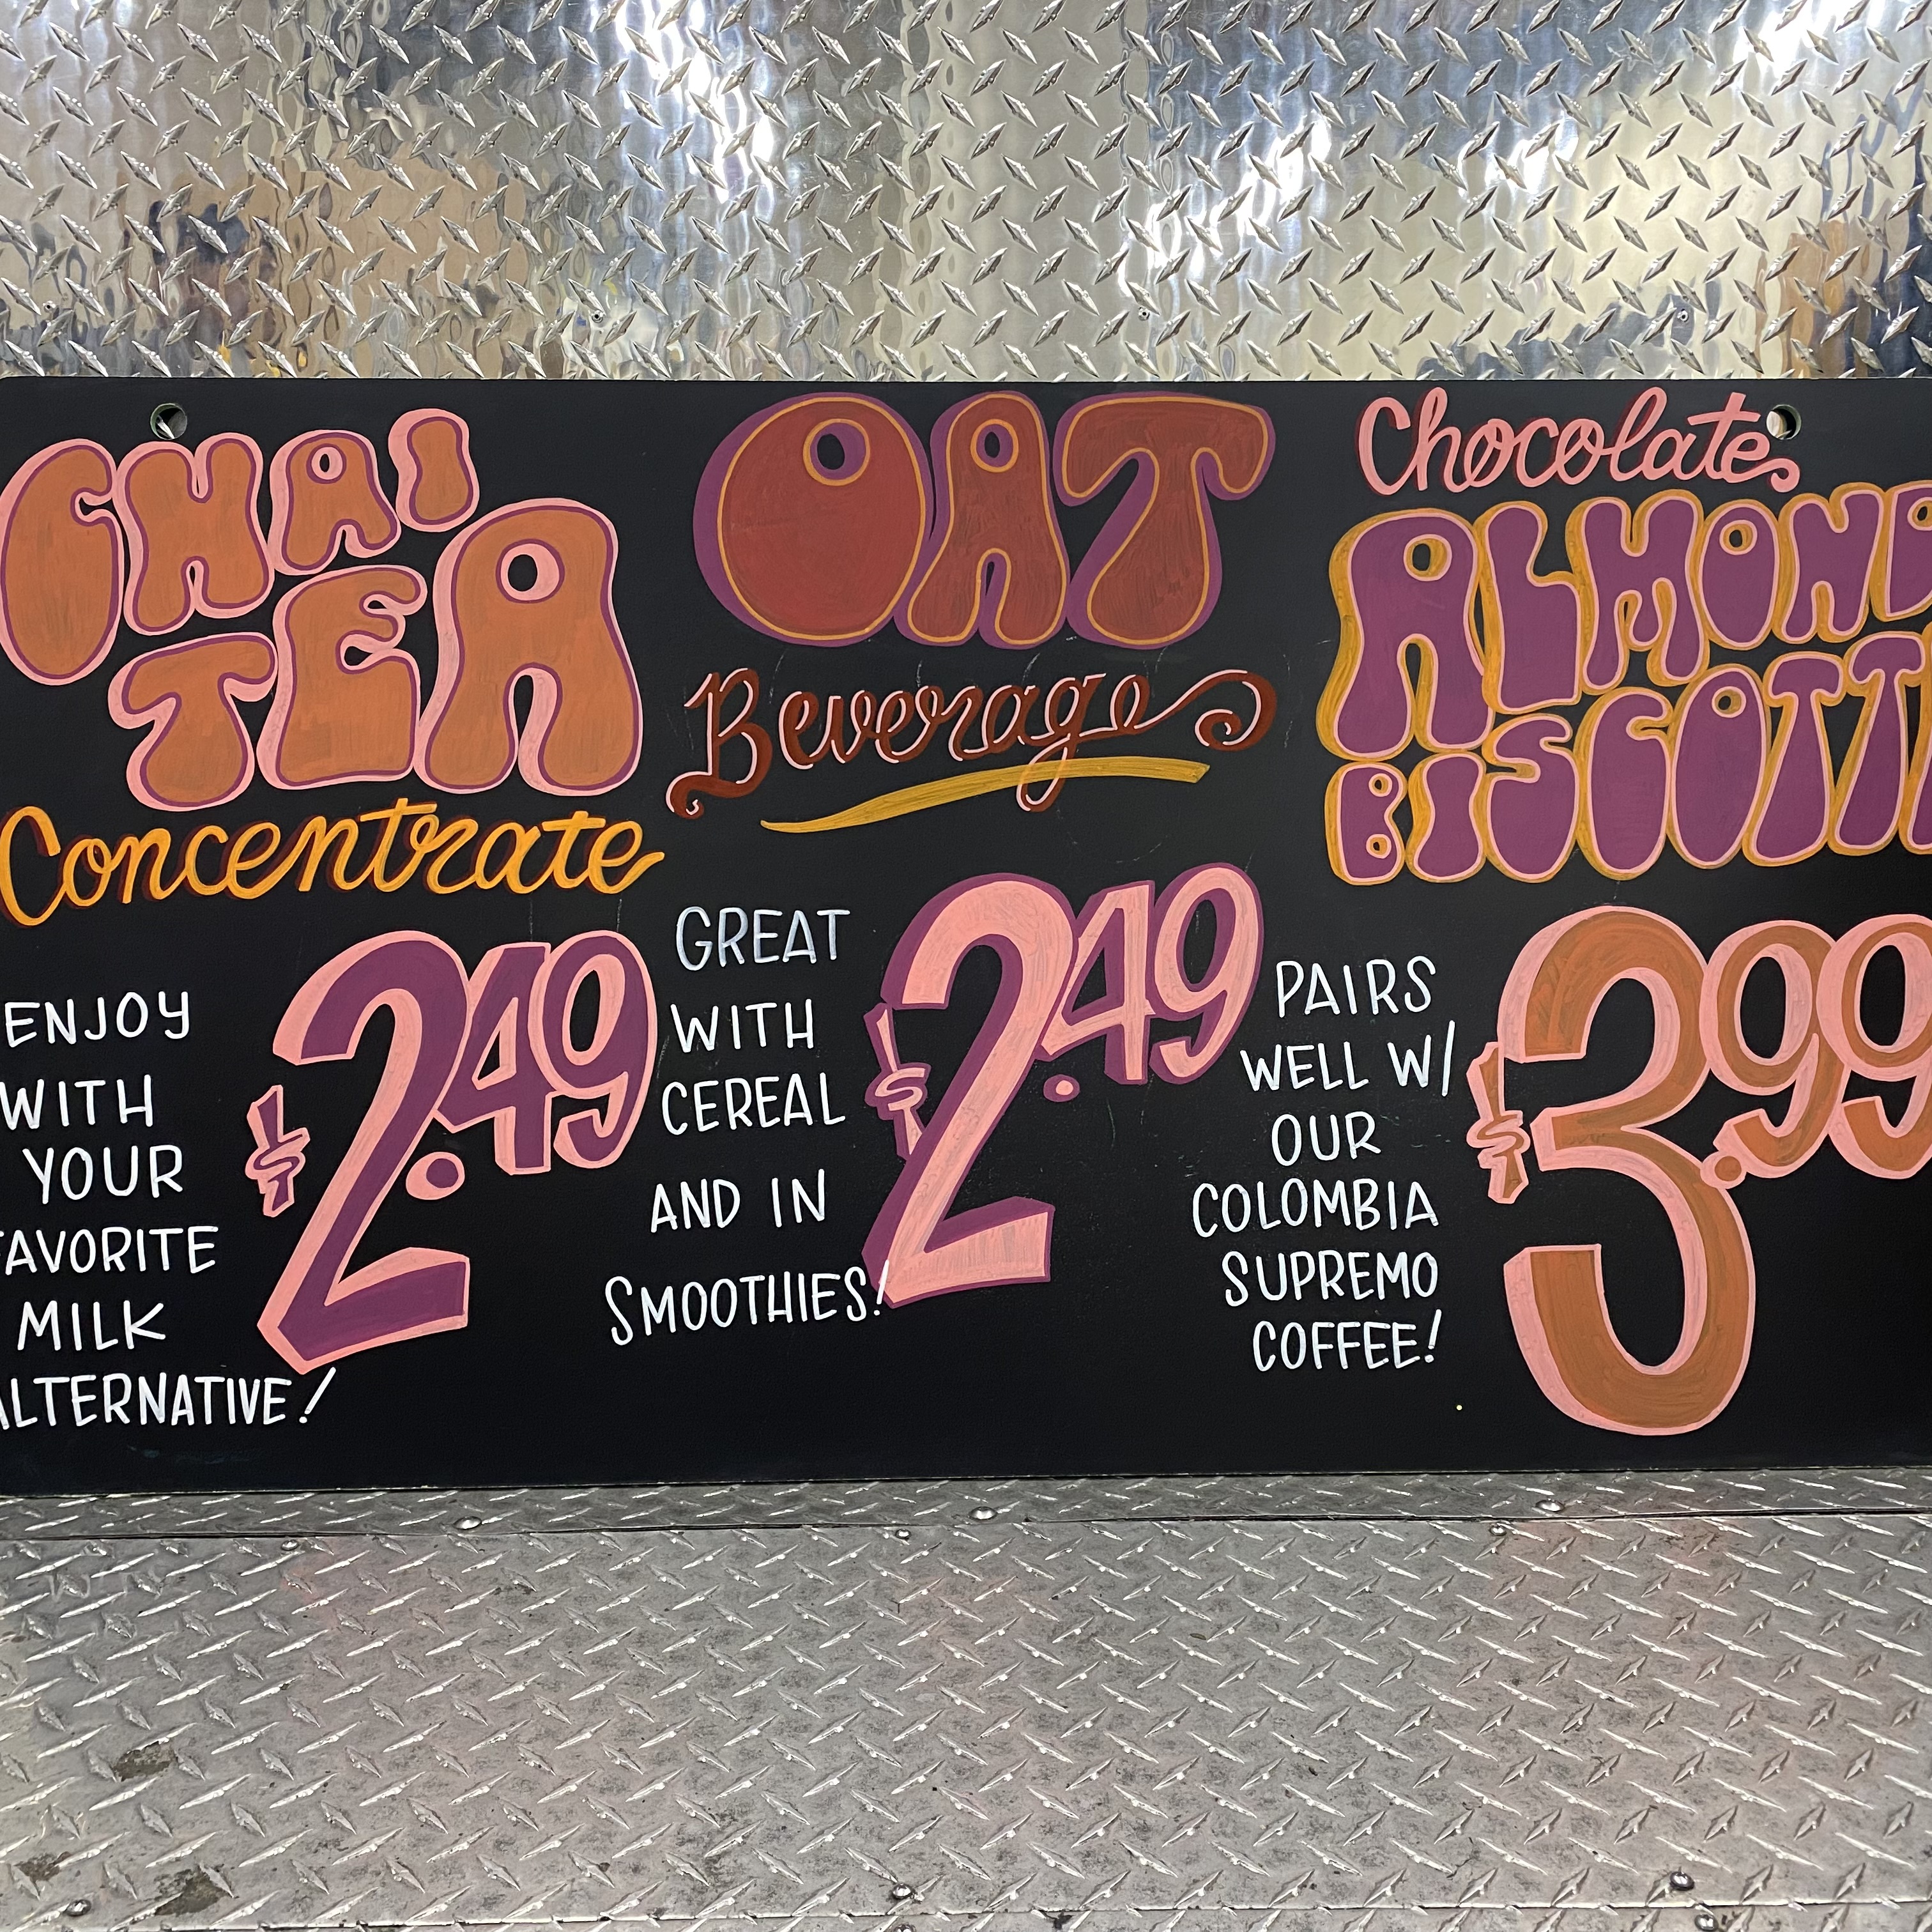 CHAI
TEA
Concentrate
ENJOY
WITH
YOUR
FAVORITE
MILK
ALTERNATIVE!
$2.49
OAT
Beverage
GREAT
WITH
CEREAL
AND IN
SMOOTHIES!
$2.49
Chocolate
ALMOND
BISCOTTI
PAIRS
WELL W/
OUR
COLOMBIA
SUPREMO
COFFEE!
$3.99